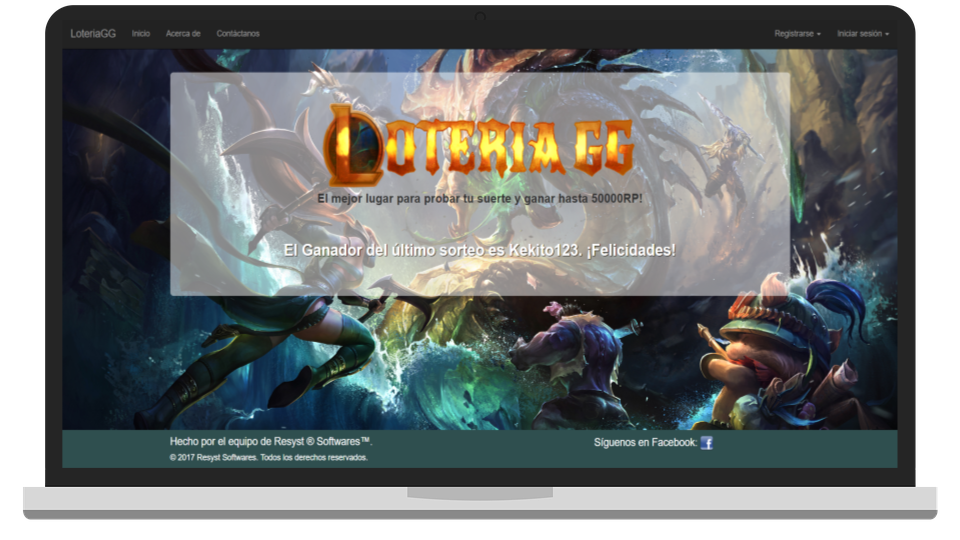 LoteriaGG Inicio Acerca de Contáctanos Registrarse Iniciar sesión
LOTERIA GG
El mejor lugar para probar tu suerte y ganar hasta 50000RP!
El Ganador del último sorteo es Kekito123. ¡Felicidades!
Hecho por el equipo de Resyst ® Softwares™. Síguenos en Facebook:
© 2017 Resyst Softwares. Todos los derechos reservados.